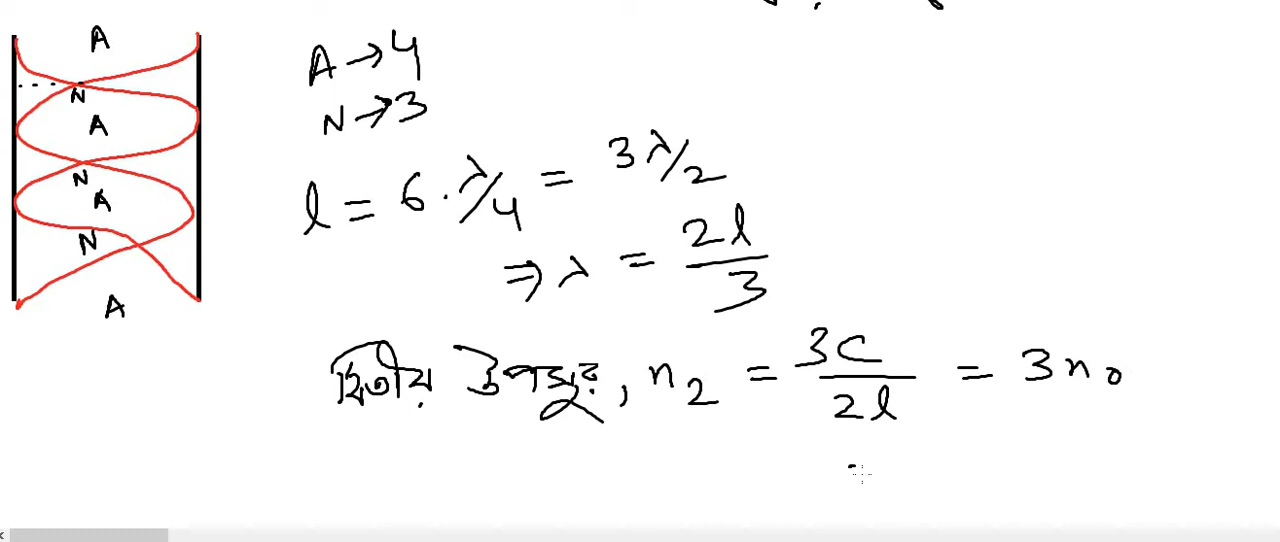 A
N
A
N
A
N
A
A → 4
N → 3
l = 6 · λ/4 = 3λ/2
⇒ λ = 2l/3
দ্বিতীয় উপসুর, n₂ = 3C/2l = 3n₀